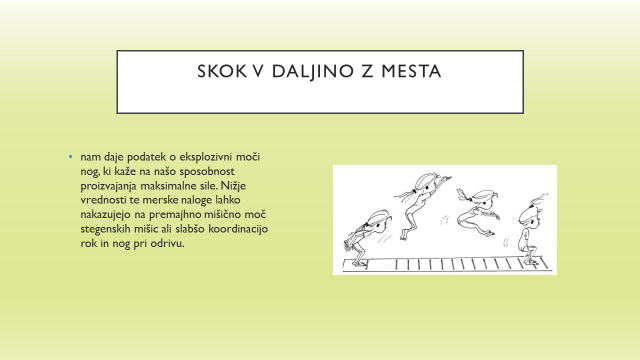 SKOK V DALJINO Z MESTA
• nam daje podatek o eksplozivni moči
nog, ki kaže na našo sposobnost
proizvajanja maksimalne sile. Nižje
vrednosti te merske naloge lahko
nakazujejo na premajhno mišično moč
stegenskih mišic ali slabšo koordinacijo
rok in nog pri odrivu.